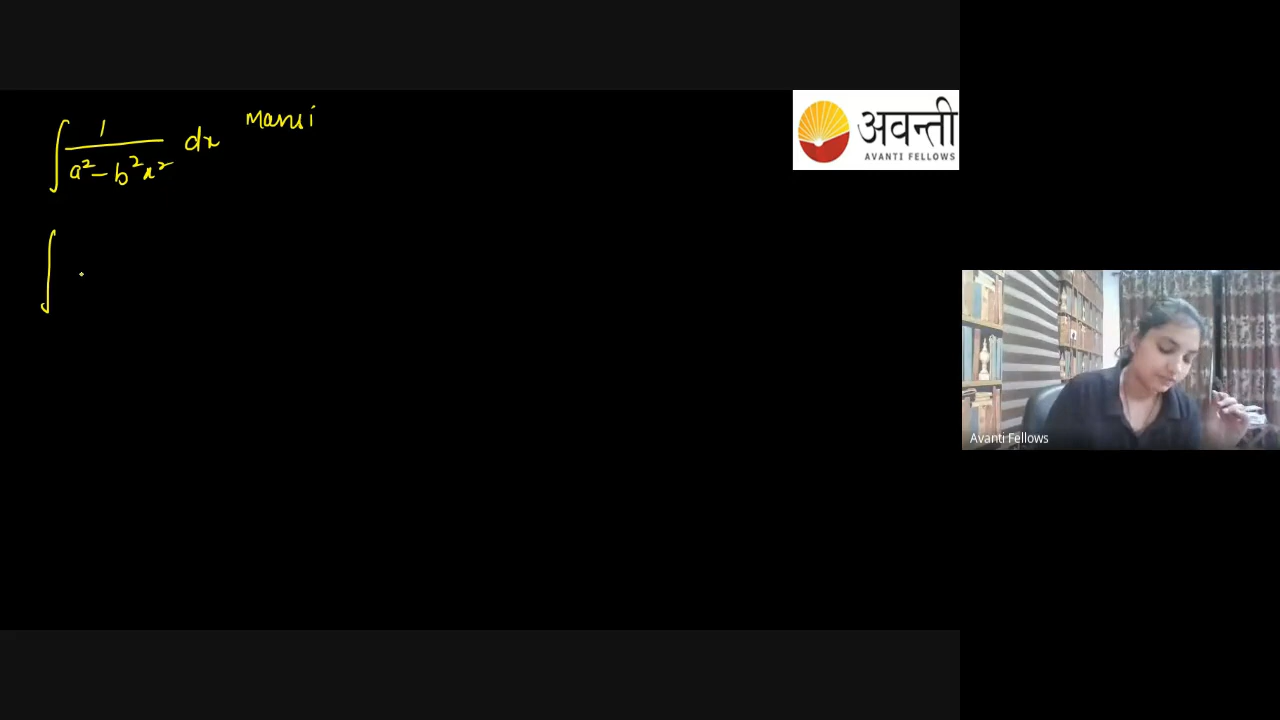 ∫ 1/(a² − b²x²) dx Mansi
∫
अवन्ती
AVANTI FELLOWS
Avanti Fellows